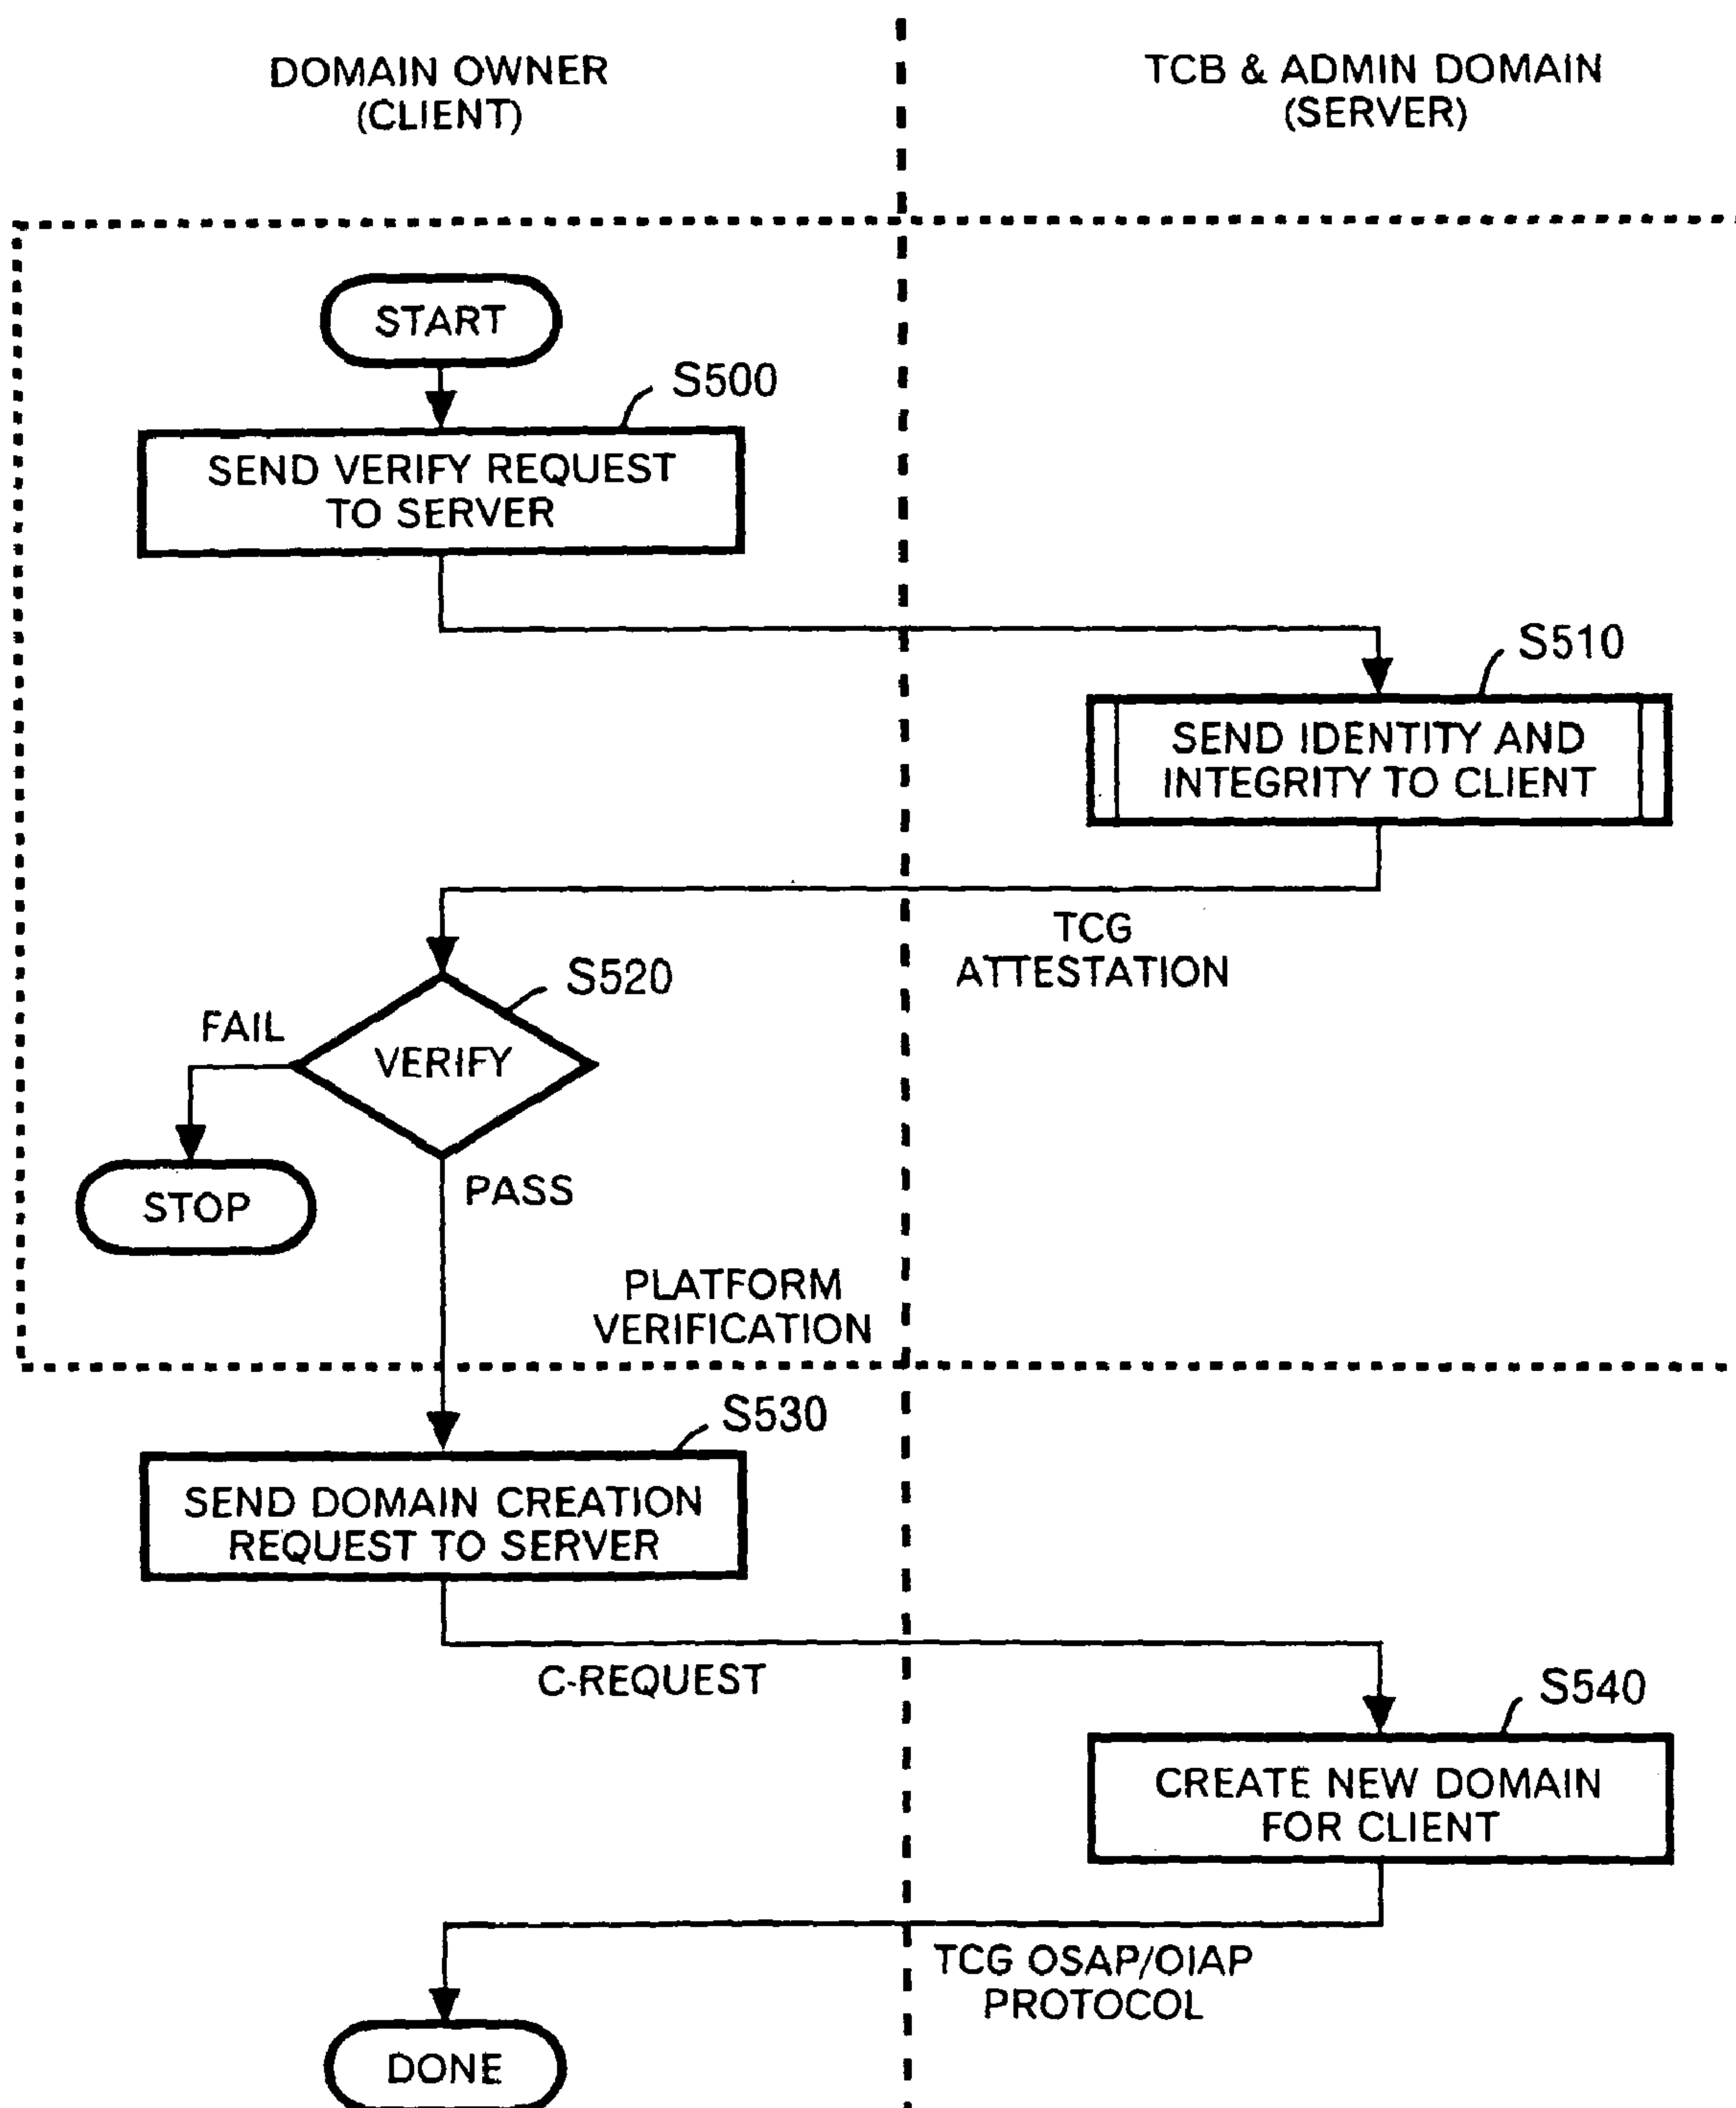 DOMAIN OWNER
(CLIENT)
TCB & ADMIN DOMAIN
(SERVER)
START
S500
SEND VERIFY REQUEST
TO SERVER
S510
SEND IDENTITY AND
INTEGRITY TO CLIENT
TCG
ATTESTATION
S520
FAIL
VERIFY
STOP
PASS
PLATFORM
VERIFICATION
S530
SEND DOMAIN CREATION
REQUEST TO SERVER
C-REQUEST
S540
CREATE NEW DOMAIN
FOR CLIENT
TCG OSAP/OIAP
PROTOCOL
DONE